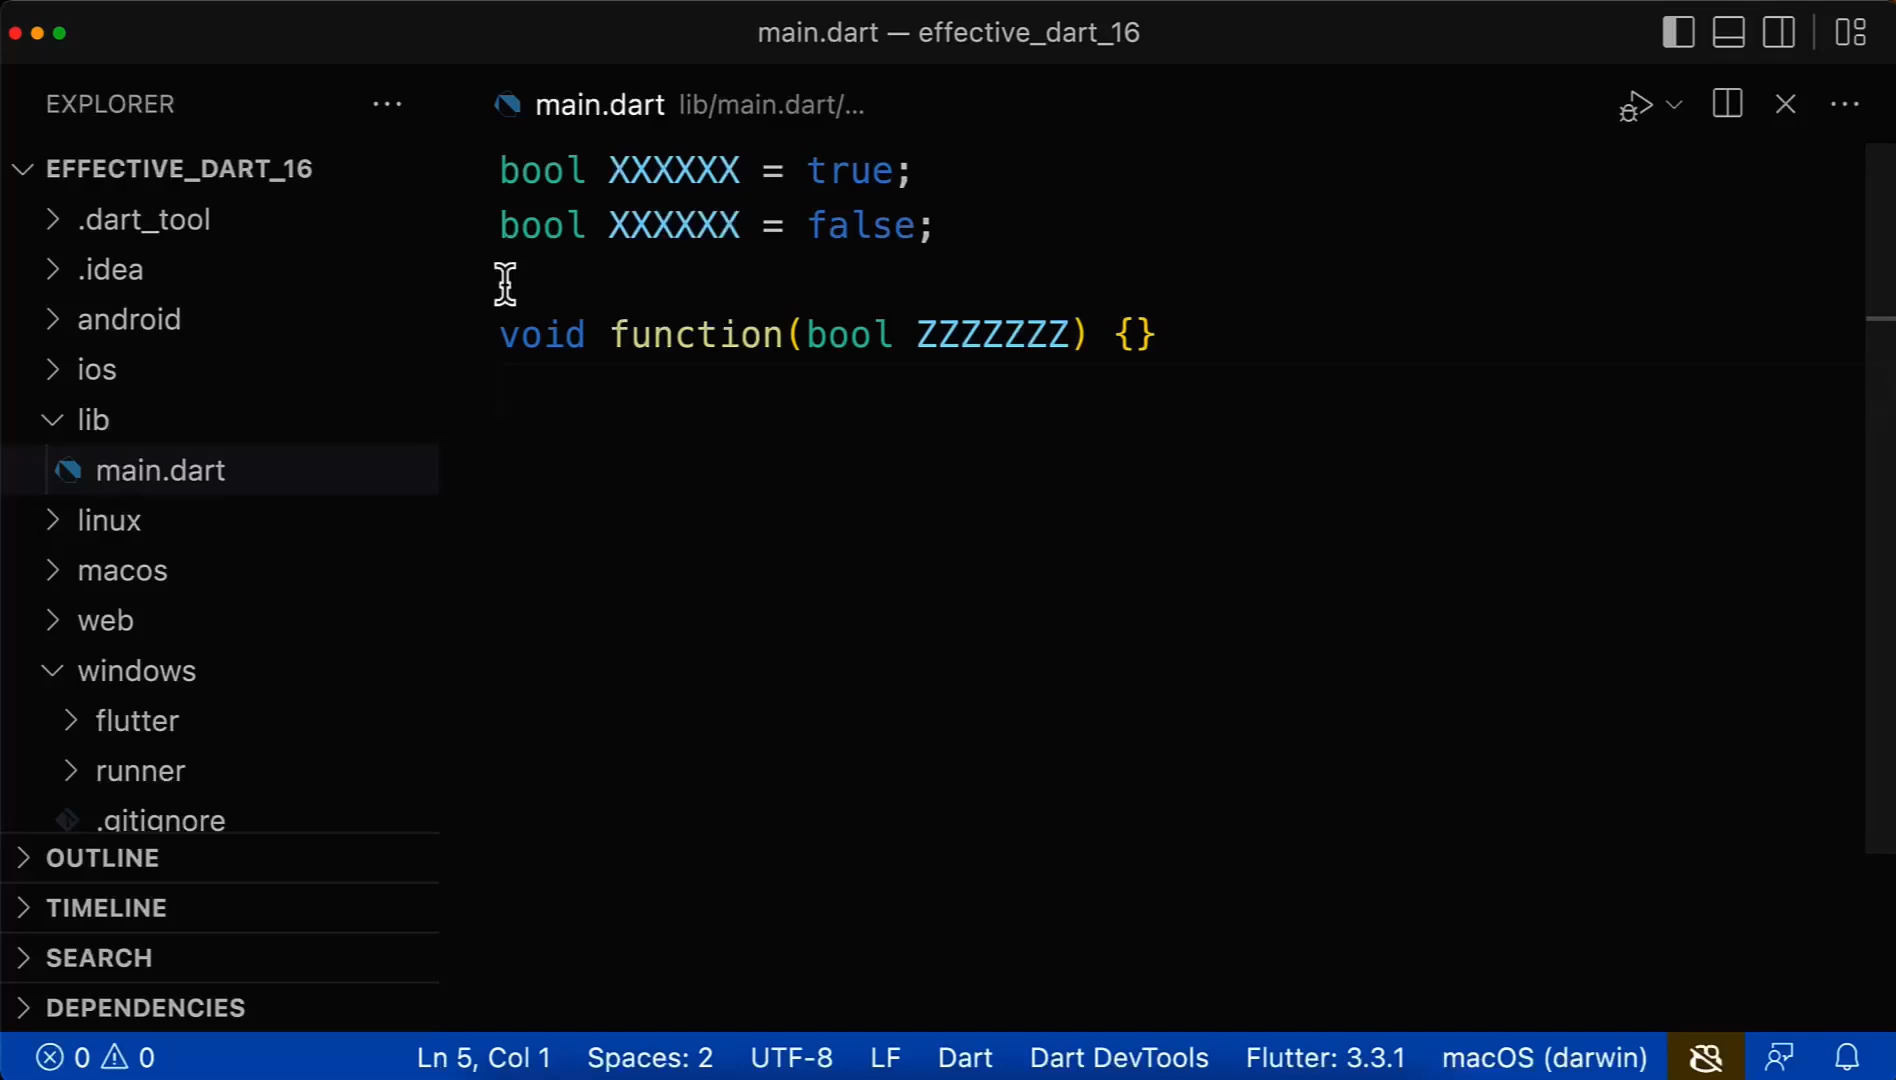 main.dart — effective_dart_16
EXPLORER
main.dart lib/main.dart/...
EFFECTIVE_DART_16
.dart_tool
.idea
android
ios
lib
main.dart
linux
macos
web
windows
flutter
runner
.gitignore
OUTLINE
TIMELINE
SEARCH
DEPENDENCIES
bool XXXXXX = true;
bool XXXXXX = false;
void function(bool ZZZZZZZ) {}
0 0 Ln 5, Col 1 Spaces: 2 UTF-8 LF Dart Dart DevTools Flutter: 3.3.1 macOS (darwin)